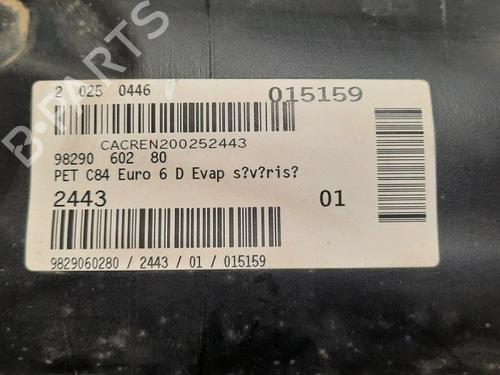 2 025 0446
015159
CACREN200252443
98290 602 80
PET C84 Euro 6 D Evap s?v?ris?
2443
01
9829060280 / 2443 / 01 / 015159
B-PARTS